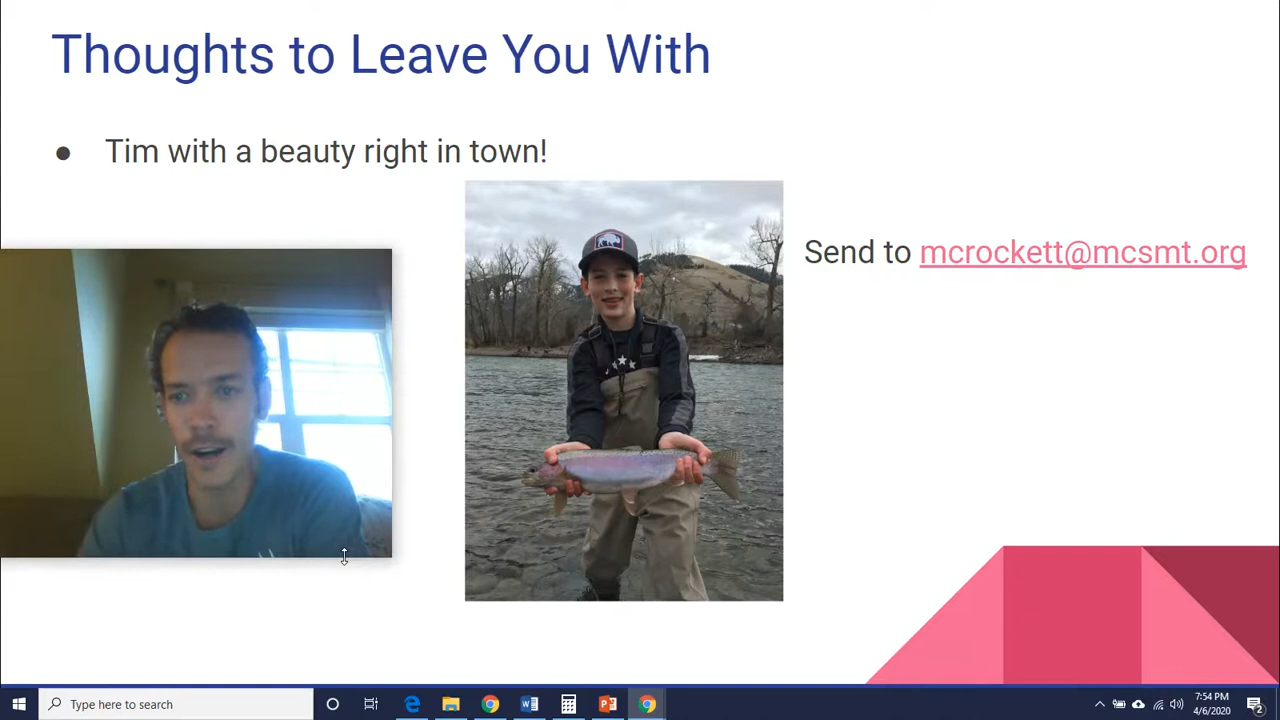 Thoughts to Leave You With
● Tim with a beauty right in town!
Send to mcrockett@mcsmt.org
Type here to search
7:54 PM
4/6/2020
2